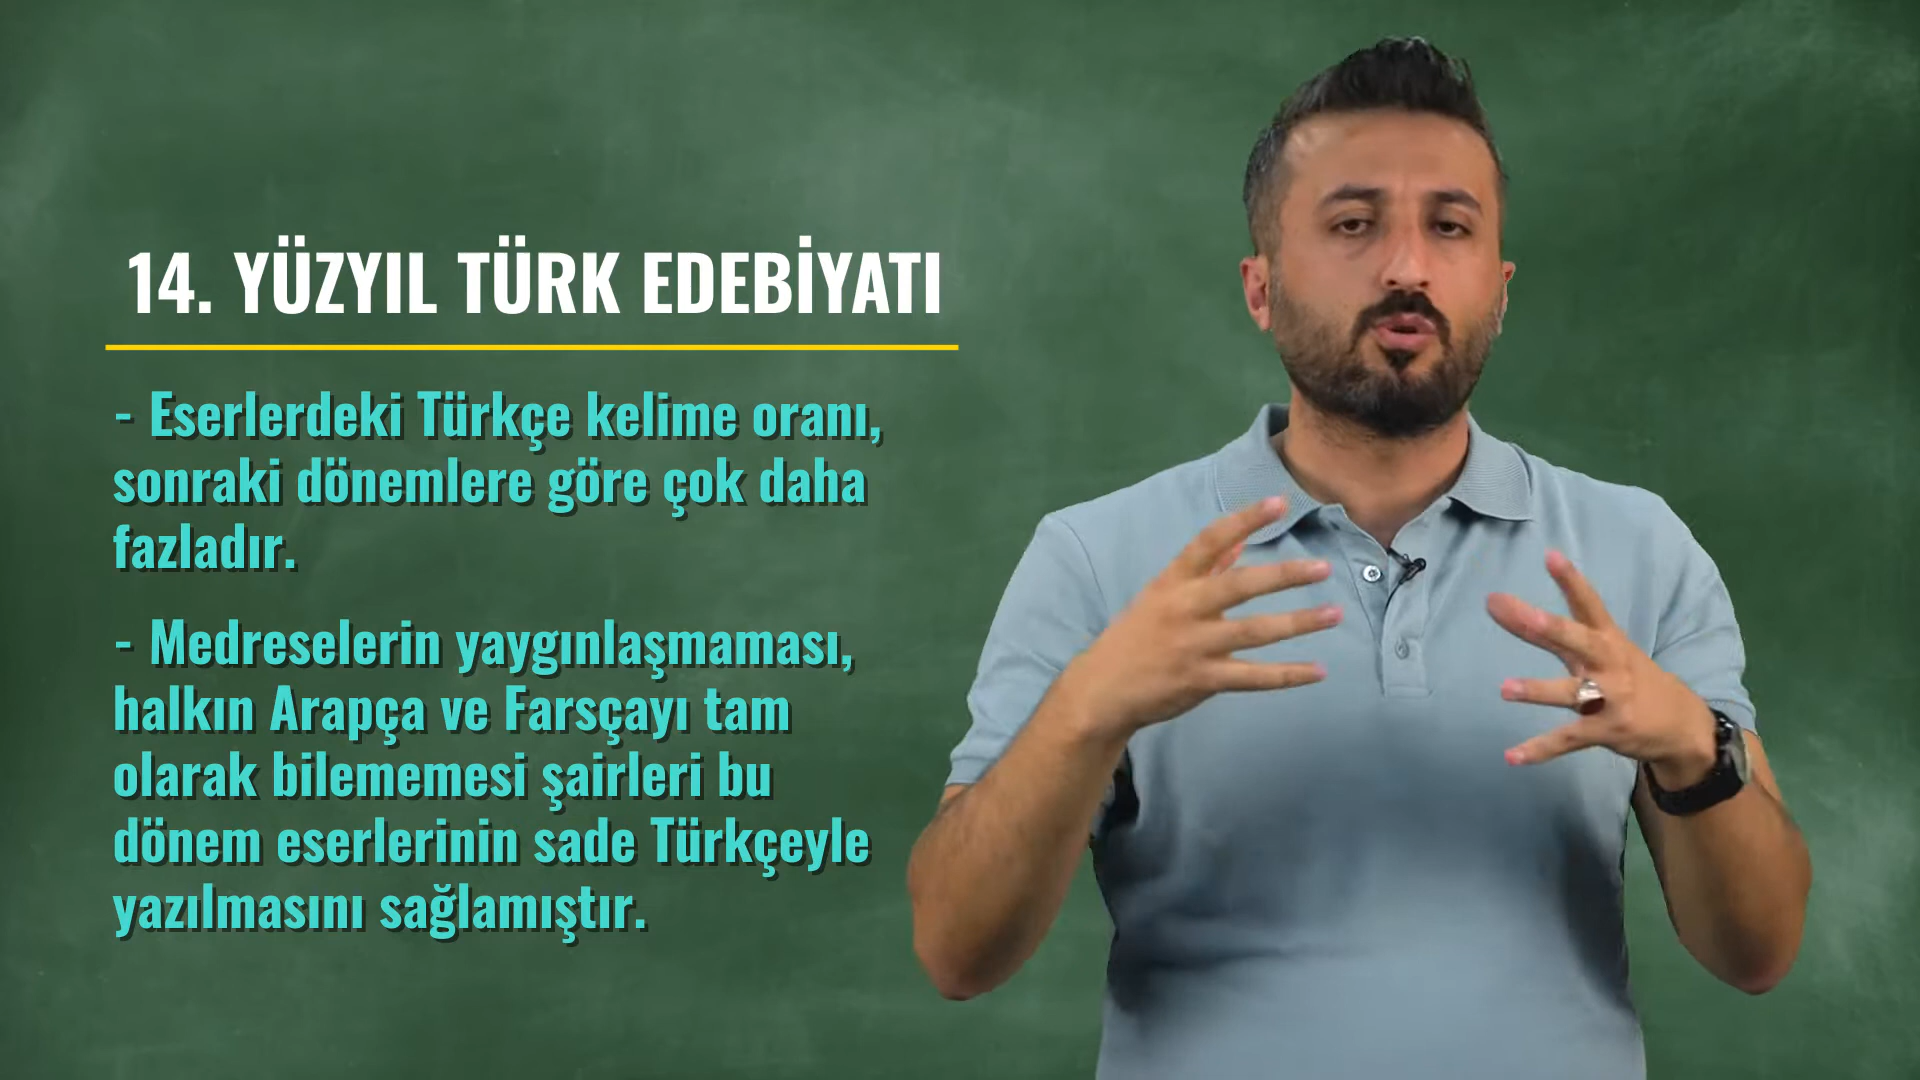 14. YÜZYIL TÜRK EDEBİYATI
- Eserlerdeki Türkçe kelime oranı,
sonraki dönemlere göre çok daha
fazladır.
- Medreselerin yaygınlaşmaması,
halkın Arapça ve Farsçayı tam
olarak bilememesi şairleri bu
dönem eserlerinin sade Türkçeyle
yazılmasını sağlamıştır.